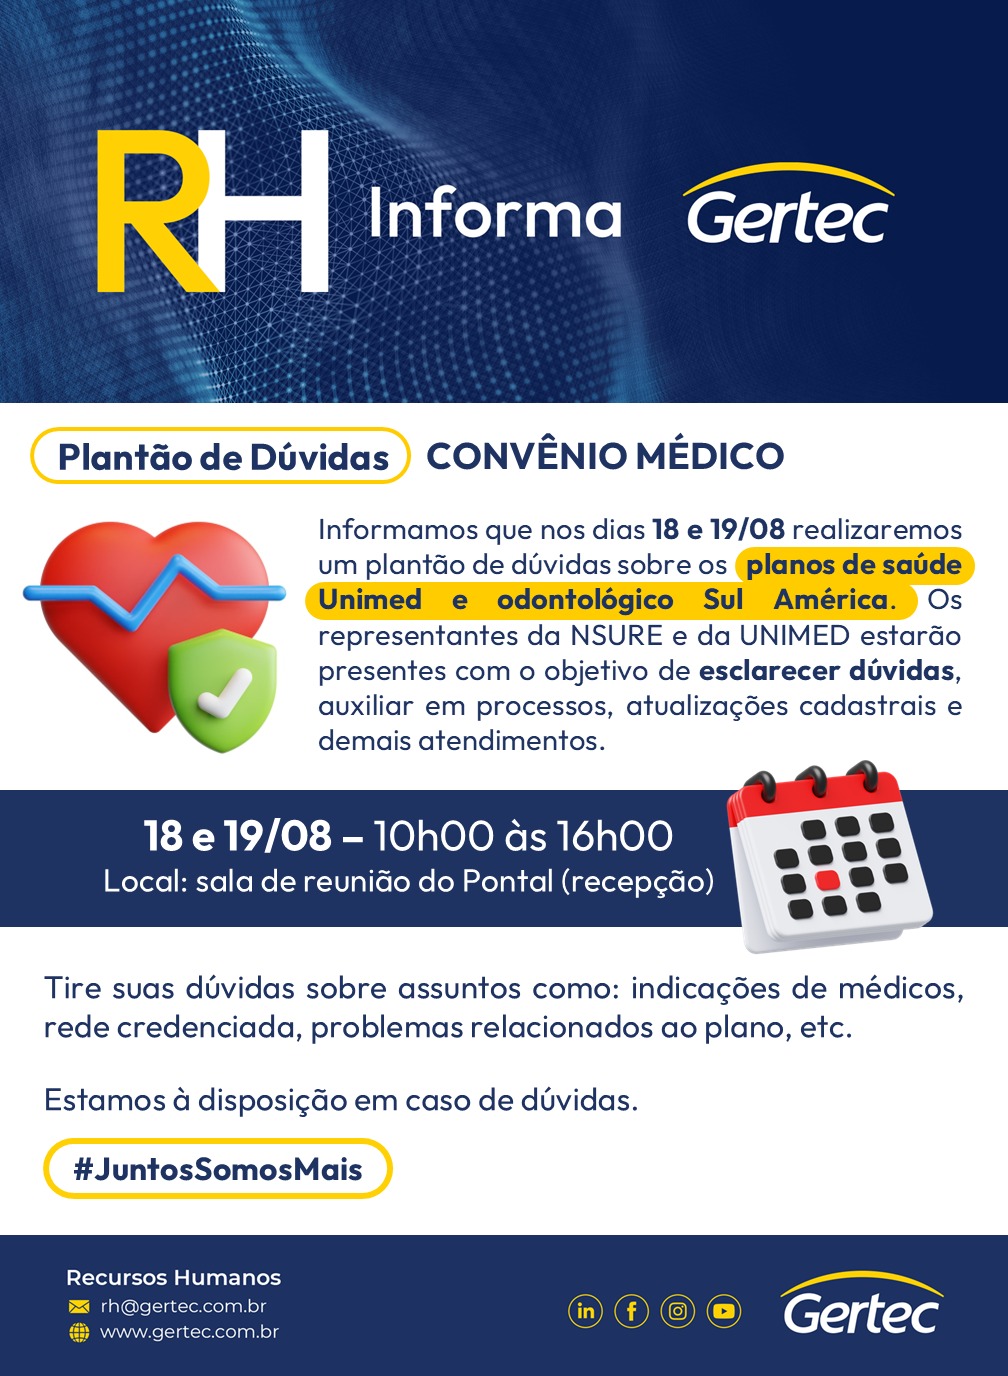 RH Informa
Gertec
Plantão de Dúvidas CONVÊNIO MÉDICO
Informamos que nos dias 18 e 19/08 realizaremos
um plantão de dúvidas sobre os planos de saúde
Unimed e odontológico Sul América. Os
representantes da NSURE e da UNIMED estarão
presentes com o objetivo de esclarecer dúvidas,
auxiliar em processos, atualizações cadastrais e
demais atendimentos.
18 e 19/08 – 10h00 às 16h00
Local: sala de reunião do Pontal (recepção)
Tire suas dúvidas sobre assuntos como: indicações de médicos,
rede credenciada, problemas relacionados ao plano, etc.
Estamos à disposição em caso de dúvidas.
#JuntosSomosMais
Recursos Humanos
rh@gertec.com.br
www.gertec.com.br
in f
Gertec